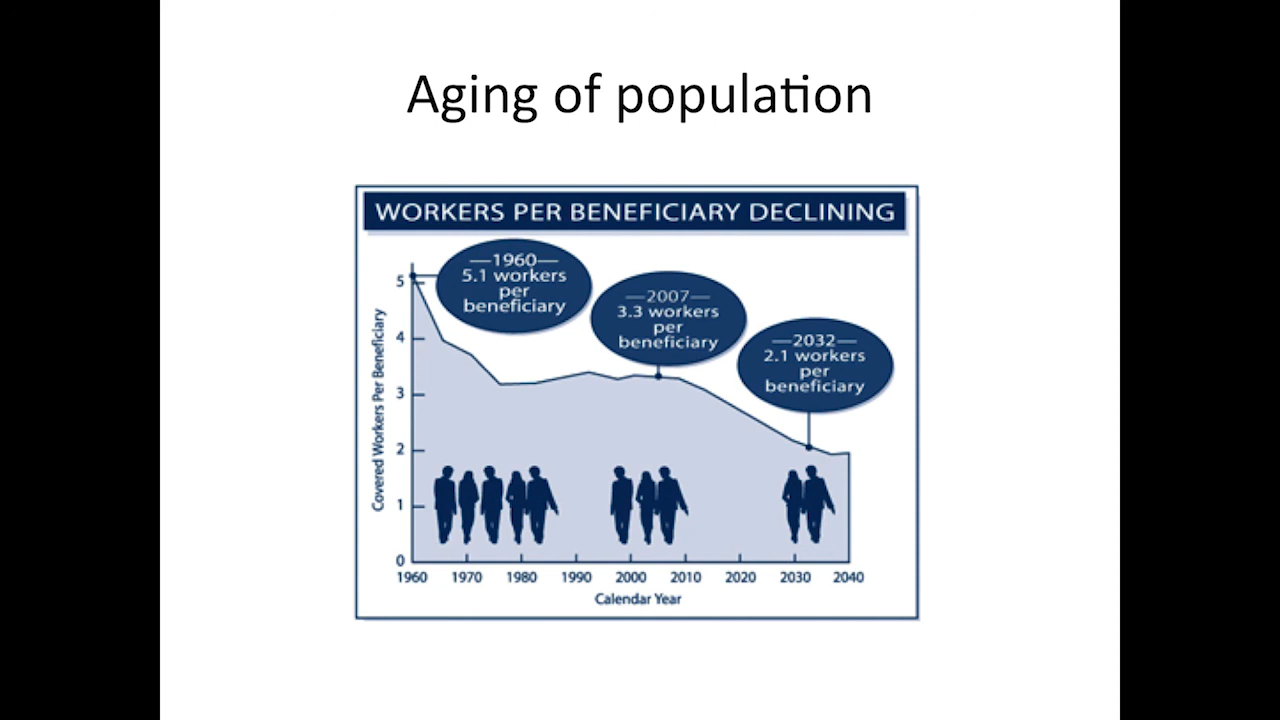 Aging of population
WORKERS PER BENEFICIARY DECLINING
—1960—
5.1 workers
per
beneficiary
—2007—
3.3 workers
per
beneficiary
—2032—
2.1 workers
per
beneficiary
Covered Workers Per Beneficiary
5
4
3
2
1
0
1960 1970 1980 1990 2000 2010 2020 2030 2040
Calendar Year